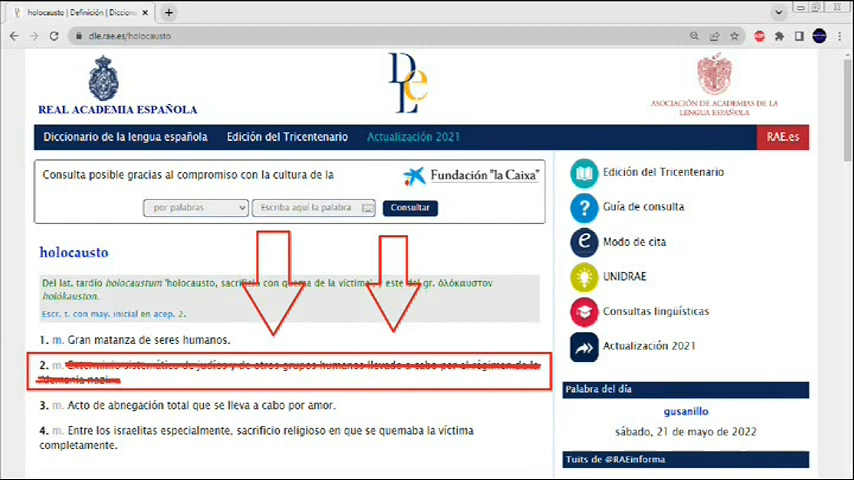 holocausto | Definición | Dicciona
dle.rae.es/holocausto
REAL ACADEMIA ESPAÑOLA
DLe
ASOCIACIÓN DE ACADEMIAS DE LA LENGUA ESPAÑOLA
Diccionario de la lengua española
Edición del Tricentenario
Actualización 2021
RAE.es
Consulta posible gracias al compromiso con la cultura de la
Fundación "la Caixa"
por palabras
Escriba aquí la palabra
Consultar
holocausto
Del lat. tardío holocaustum 'holocausto, sacrificio con quema de la víctima', y este del gr. ὁλόκαυστον
holókauston.
Escr. t. con may. inicial en acep. 2.
1. m. Gran matanza de seres humanos.
2. m. Exterminio sistemático de judíos y de otros grupos humanos llevado a cabo por el régimen de la
Alemania nazi.
3. m. Acto de abnegación total que se lleva a cabo por amor.
4. m. Entre los israelitas especialmente, sacrificio religioso en que se quemaba la víctima
completamente.
Edición del Tricentenario
Guía de consulta
Modo de cita
UNIDRAE
Consultas lingüísticas
Actualización 2021
Palabra del día
gusanillo
sábado, 21 de mayo de 2022
Tuits de @RAEinforma